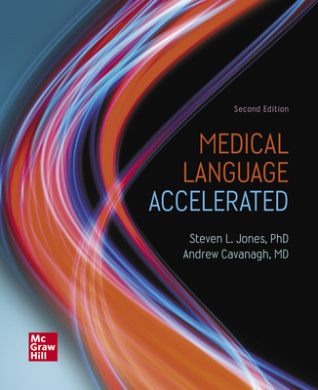 Second Edition
MEDICAL
LANGUAGE
ACCELERATED
Steven L. Jones, PhD
Andrew Cavanagh, MD
Mc
Graw
Hill